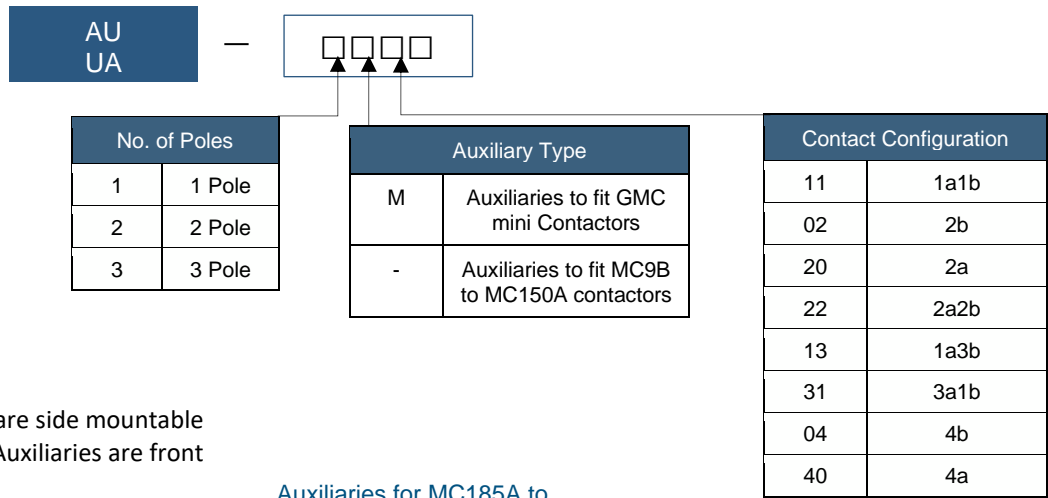 AU
UA
— □□□□
No. of Poles
1 1 Pole
2 2 Pole
3 3 Pole
Auxiliary Type
M Auxiliaries to fit GMC
mini Contactors
- Auxiliaries to fit MC9B
to MC150A contactors
Contact Configuration
11 1a1b
02 2b
20 2a
22 2a2b
13 1a3b
31 3a1b
04 4b
40 4a
are side mountable
Auxiliaries are front
Auxiliaries for MC185A to